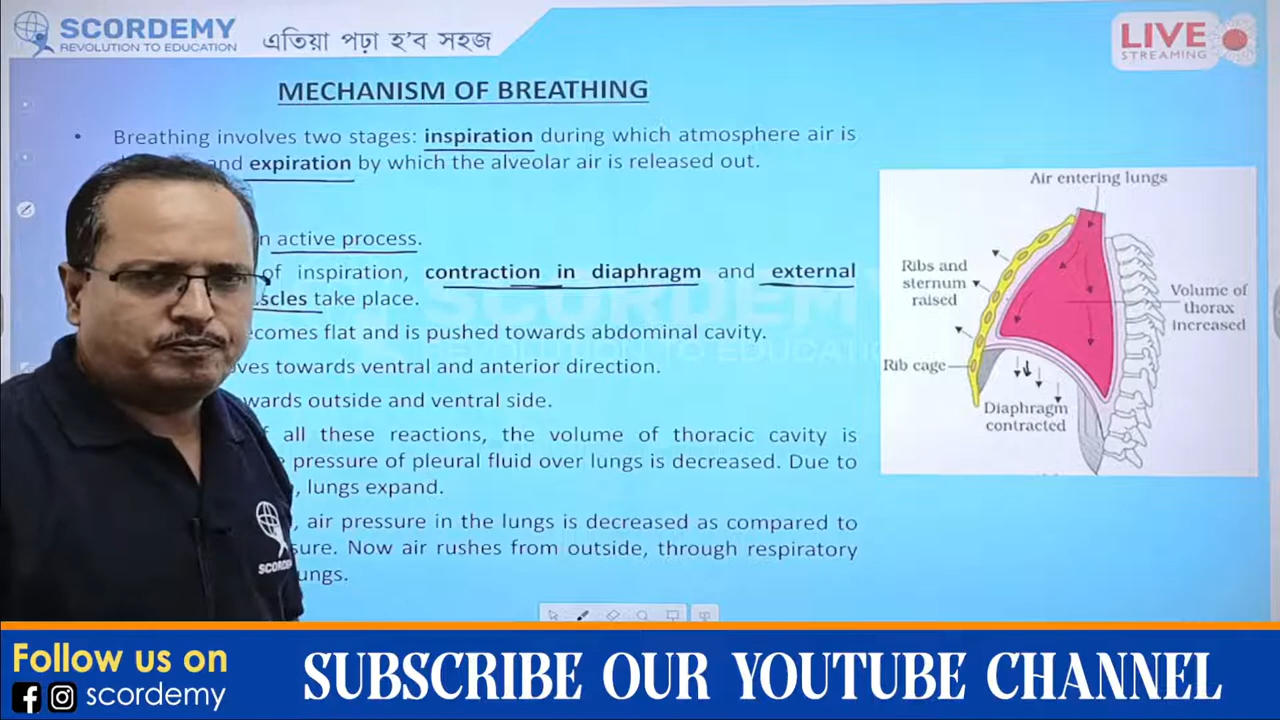 SCORDEMY
REVOLUTION TO EDUCATION
এতিয়া পঢ়া হ'ব সহজ
LIVE
STREAMING
MECHANISM OF BREATHING
• Breathing involves two stages: inspiration during which atmosphere air is
and expiration by which the alveolar air is released out.
active process.
of inspiration, contraction in diaphragm and external
take place.
flat and is pushed towards abdominal cavity.
towards ventral and anterior direction.
outside and ventral side.
all these reactions, the volume of thoracic cavity is
pressure of pleural fluid over lungs is decreased. Due to
, lungs expand.
, air pressure in the lungs is decreased as compared to
Now air rushes from outside, through respiratory
Air entering lungs
Ribs and
sternum
raised
Volume of
thorax
increased
Rib cage
Diaphragm
contracted
SCORDEMY
REVOLUTION TO EDUCATION
Follow us on
scordemy
SUBSCRIBE OUR YOUTUBE CHANNEL